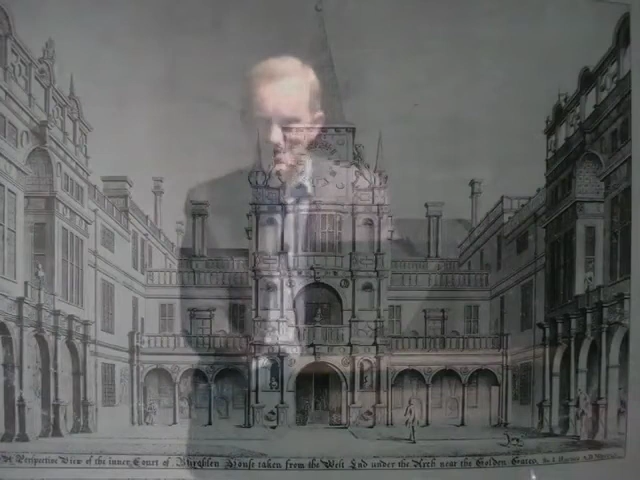 A Perspective View of the inner Court of Burghley House taken from the West End under the Arch near the Golden Gates.